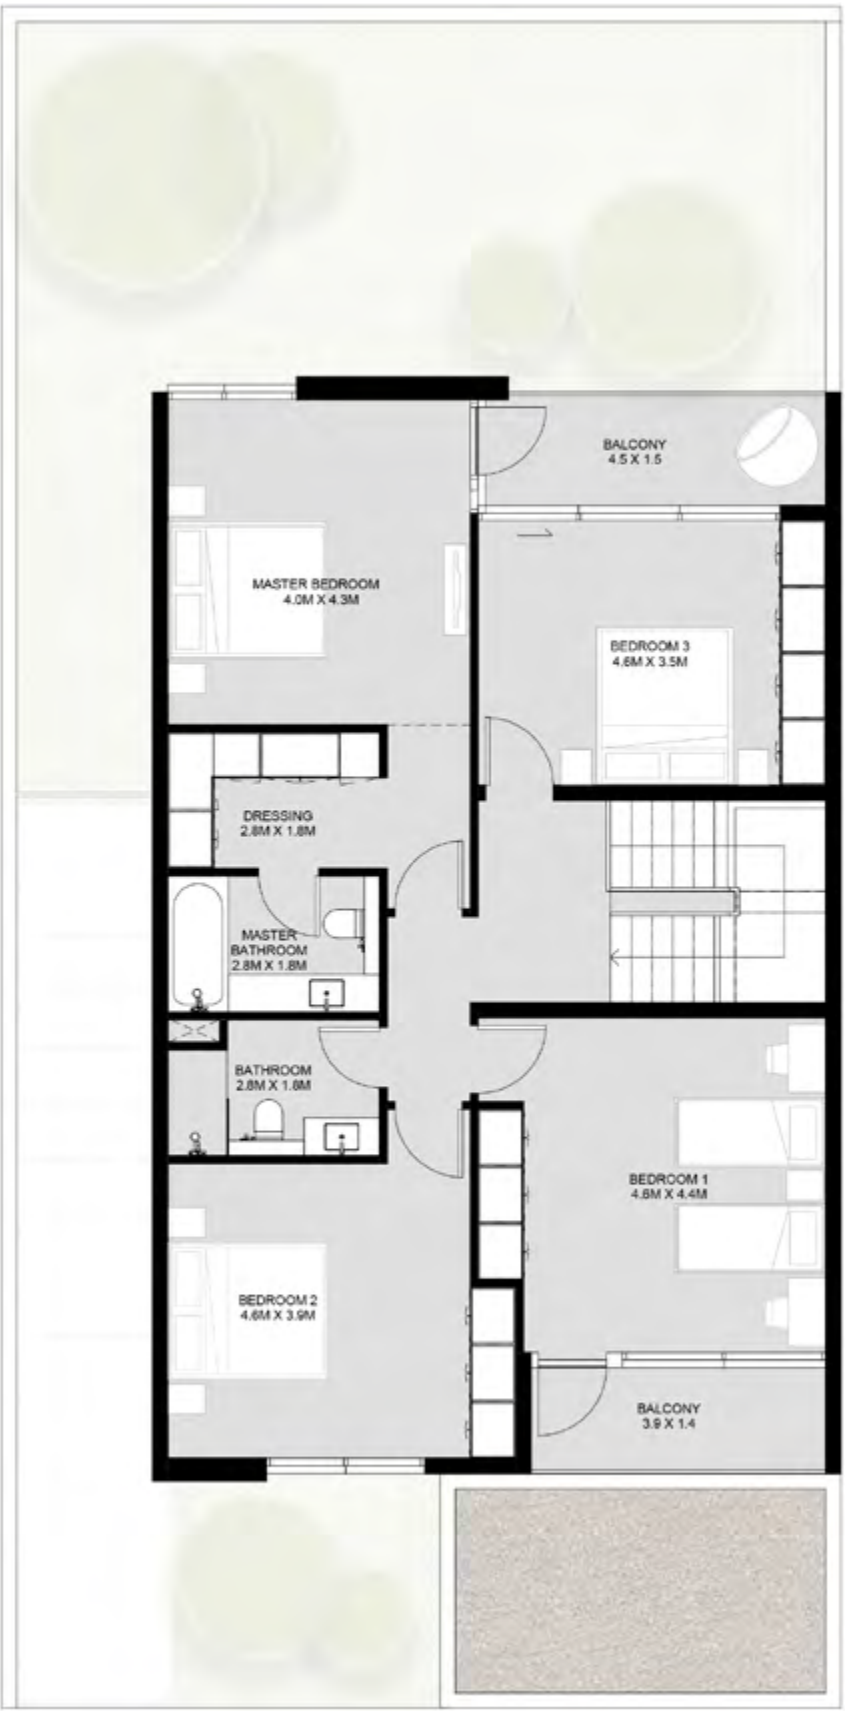 BALCONY
4.5 X 1.5
MASTER BEDROOM
4.0M X 4.3M
BEDROOM 3
4.6M X 3.5M
DRESSING
2.8M X 1.8M
MASTER
BATHROOM
2.8M X 1.8M
BATHROOM
2.8M X 1.8M
BEDROOM 1
4.6M X 4.4M
BEDROOM 2
4.6M X 3.9M
BALCONY
3.9 X 1.4